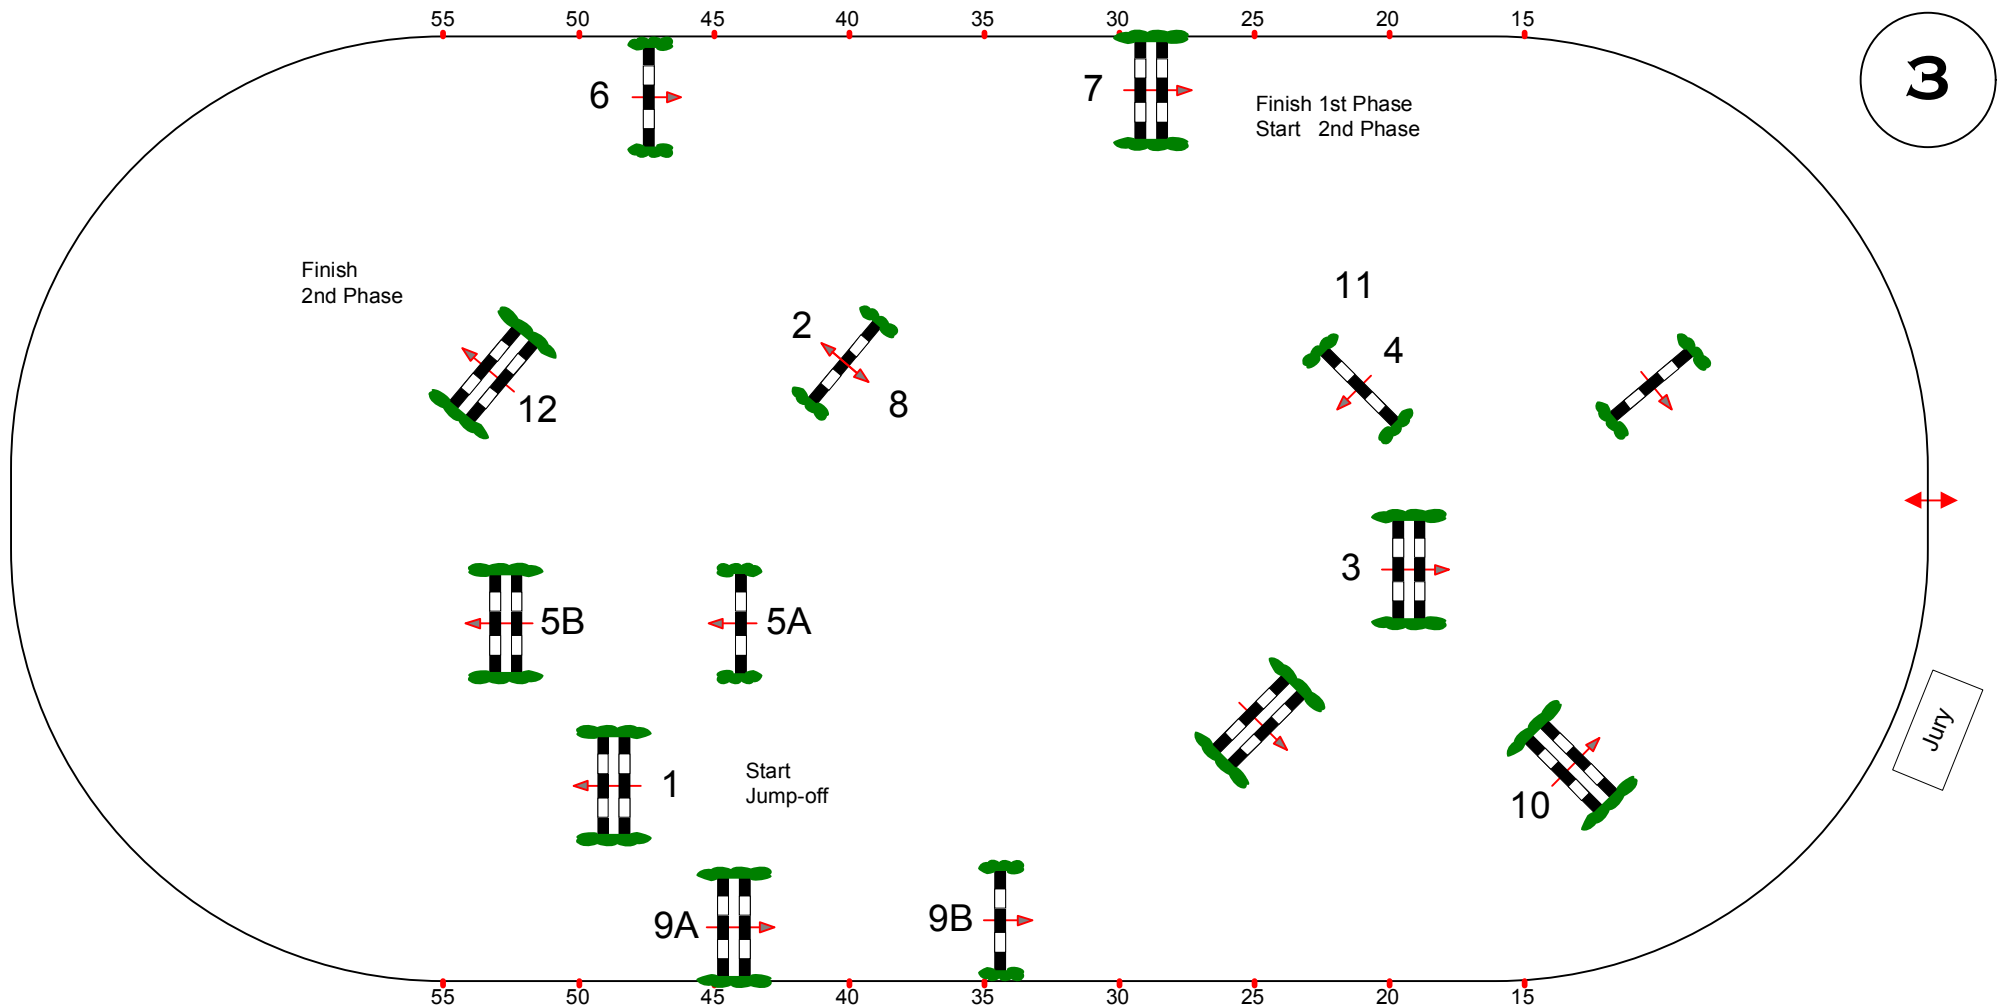 55 50 45 40 35 30 25 20 15
3
6
7
Finish 1st Phase
Start 2nd Phase
Finish
2nd Phase
11
2
4
12
8
3
5B
5A
Jury
1
Start
Jump-off
10
9A
9B
55 50 45 40 35 30 25 20 15